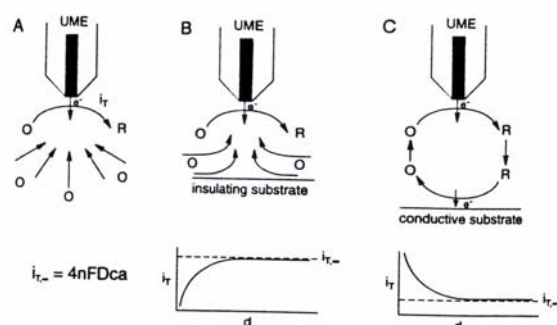 A
UME
e⁻
i_T
O
R
O
O
O
O
O
B
UME
e⁻
O
R
O
O
insulating substrate
C
UME
e⁻
O
R
O
R
e⁻
conductive substrate
i_T,∞ = 4nFDca
i_T
i_T,∞
d
i_T
i_T,∞
d